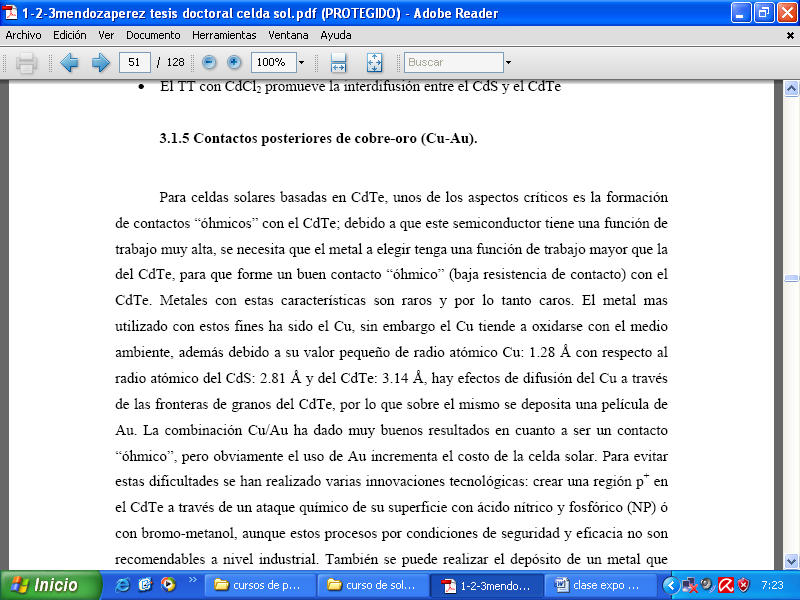 1-2-3mendozaperez tesis doctoral celda sol.pdf (PROTEGIDO) - Adobe Reader
Archivo Edición Ver Documento Herramientas Ventana Ayuda
51 / 128 100% Buscar
• El TT con CdCl2 promueve la interdifusión entre el CdS y el CdTe
3.1.5 Contactos posteriores de cobre-oro (Cu-Au).
Para celdas solares basadas en CdTe, unos de los aspectos críticos es la formación
de contactos “óhmicos” con el CdTe; debido a que este semiconductor tiene una función de
trabajo muy alta, se necesita que el metal a elegir tenga una función de trabajo mayor que la
del CdTe, para que forme un buen contacto “óhmico” (baja resistencia de contacto) con el
CdTe. Metales con estas características son raros y por lo tanto caros. El metal mas
utilizado con estos fines ha sido el Cu, sin embargo el Cu tiende a oxidarse con el medio
ambiente, además debido a su valor pequeño de radio atómico Cu: 1.28 Å con respecto al
radio atómico del CdS: 2.81 Å y del CdTe: 3.14 Å, hay efectos de difusión del Cu a través
de las fronteras de granos del CdTe, por lo que sobre el mismo se deposita una película de
Au. La combinación Cu/Au ha dado muy buenos resultados en cuanto a ser un contacto
“óhmico”, pero obviamente el uso de Au incrementa el costo de la celda solar. Para evitar
estas dificultades se han realizado varias innovaciones tecnológicas: crear una región p+ en
el CdTe a través de un ataque químico de su superficie con ácido nítrico y fosfórico (NP) ó
con bromo-metanol, aunque estos procesos por condiciones de seguridad y eficacia no son
recomendables a nivel industrial. También se puede realizar el depósito de un metal que
Inicio » cursos de p... curso de sol... 1-2-3mendo... clase expo ... 7:23